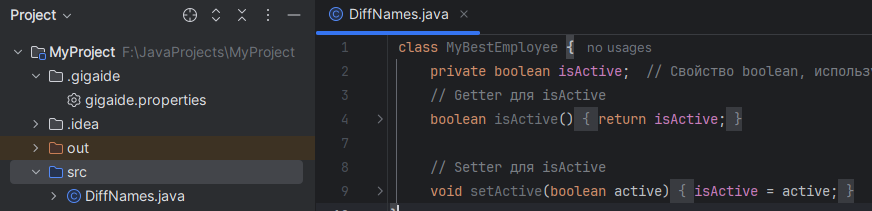 Project
MyProject F:\JavaProjects\MyProject
.gigaide
gigaide.properties
.idea
out
src
DiffNames.java
DiffNames.java
1 class MyBestEmployee { no usages
2 private boolean isActive; // Свойство boolean, использу
3 // Getter для isActive
4 boolean isActive() { return isActive; }
7
8 // Setter для isActive
9 void setActive(boolean active) { isActive = active; }